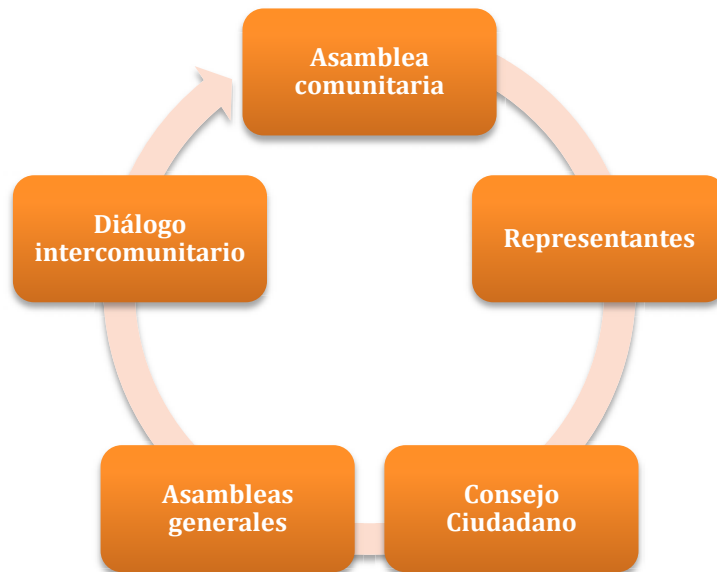 Asamblea
comunitaria
Representantes
Consejo
Ciudadano
Asambleas
generales
Diálogo
intercomunitario